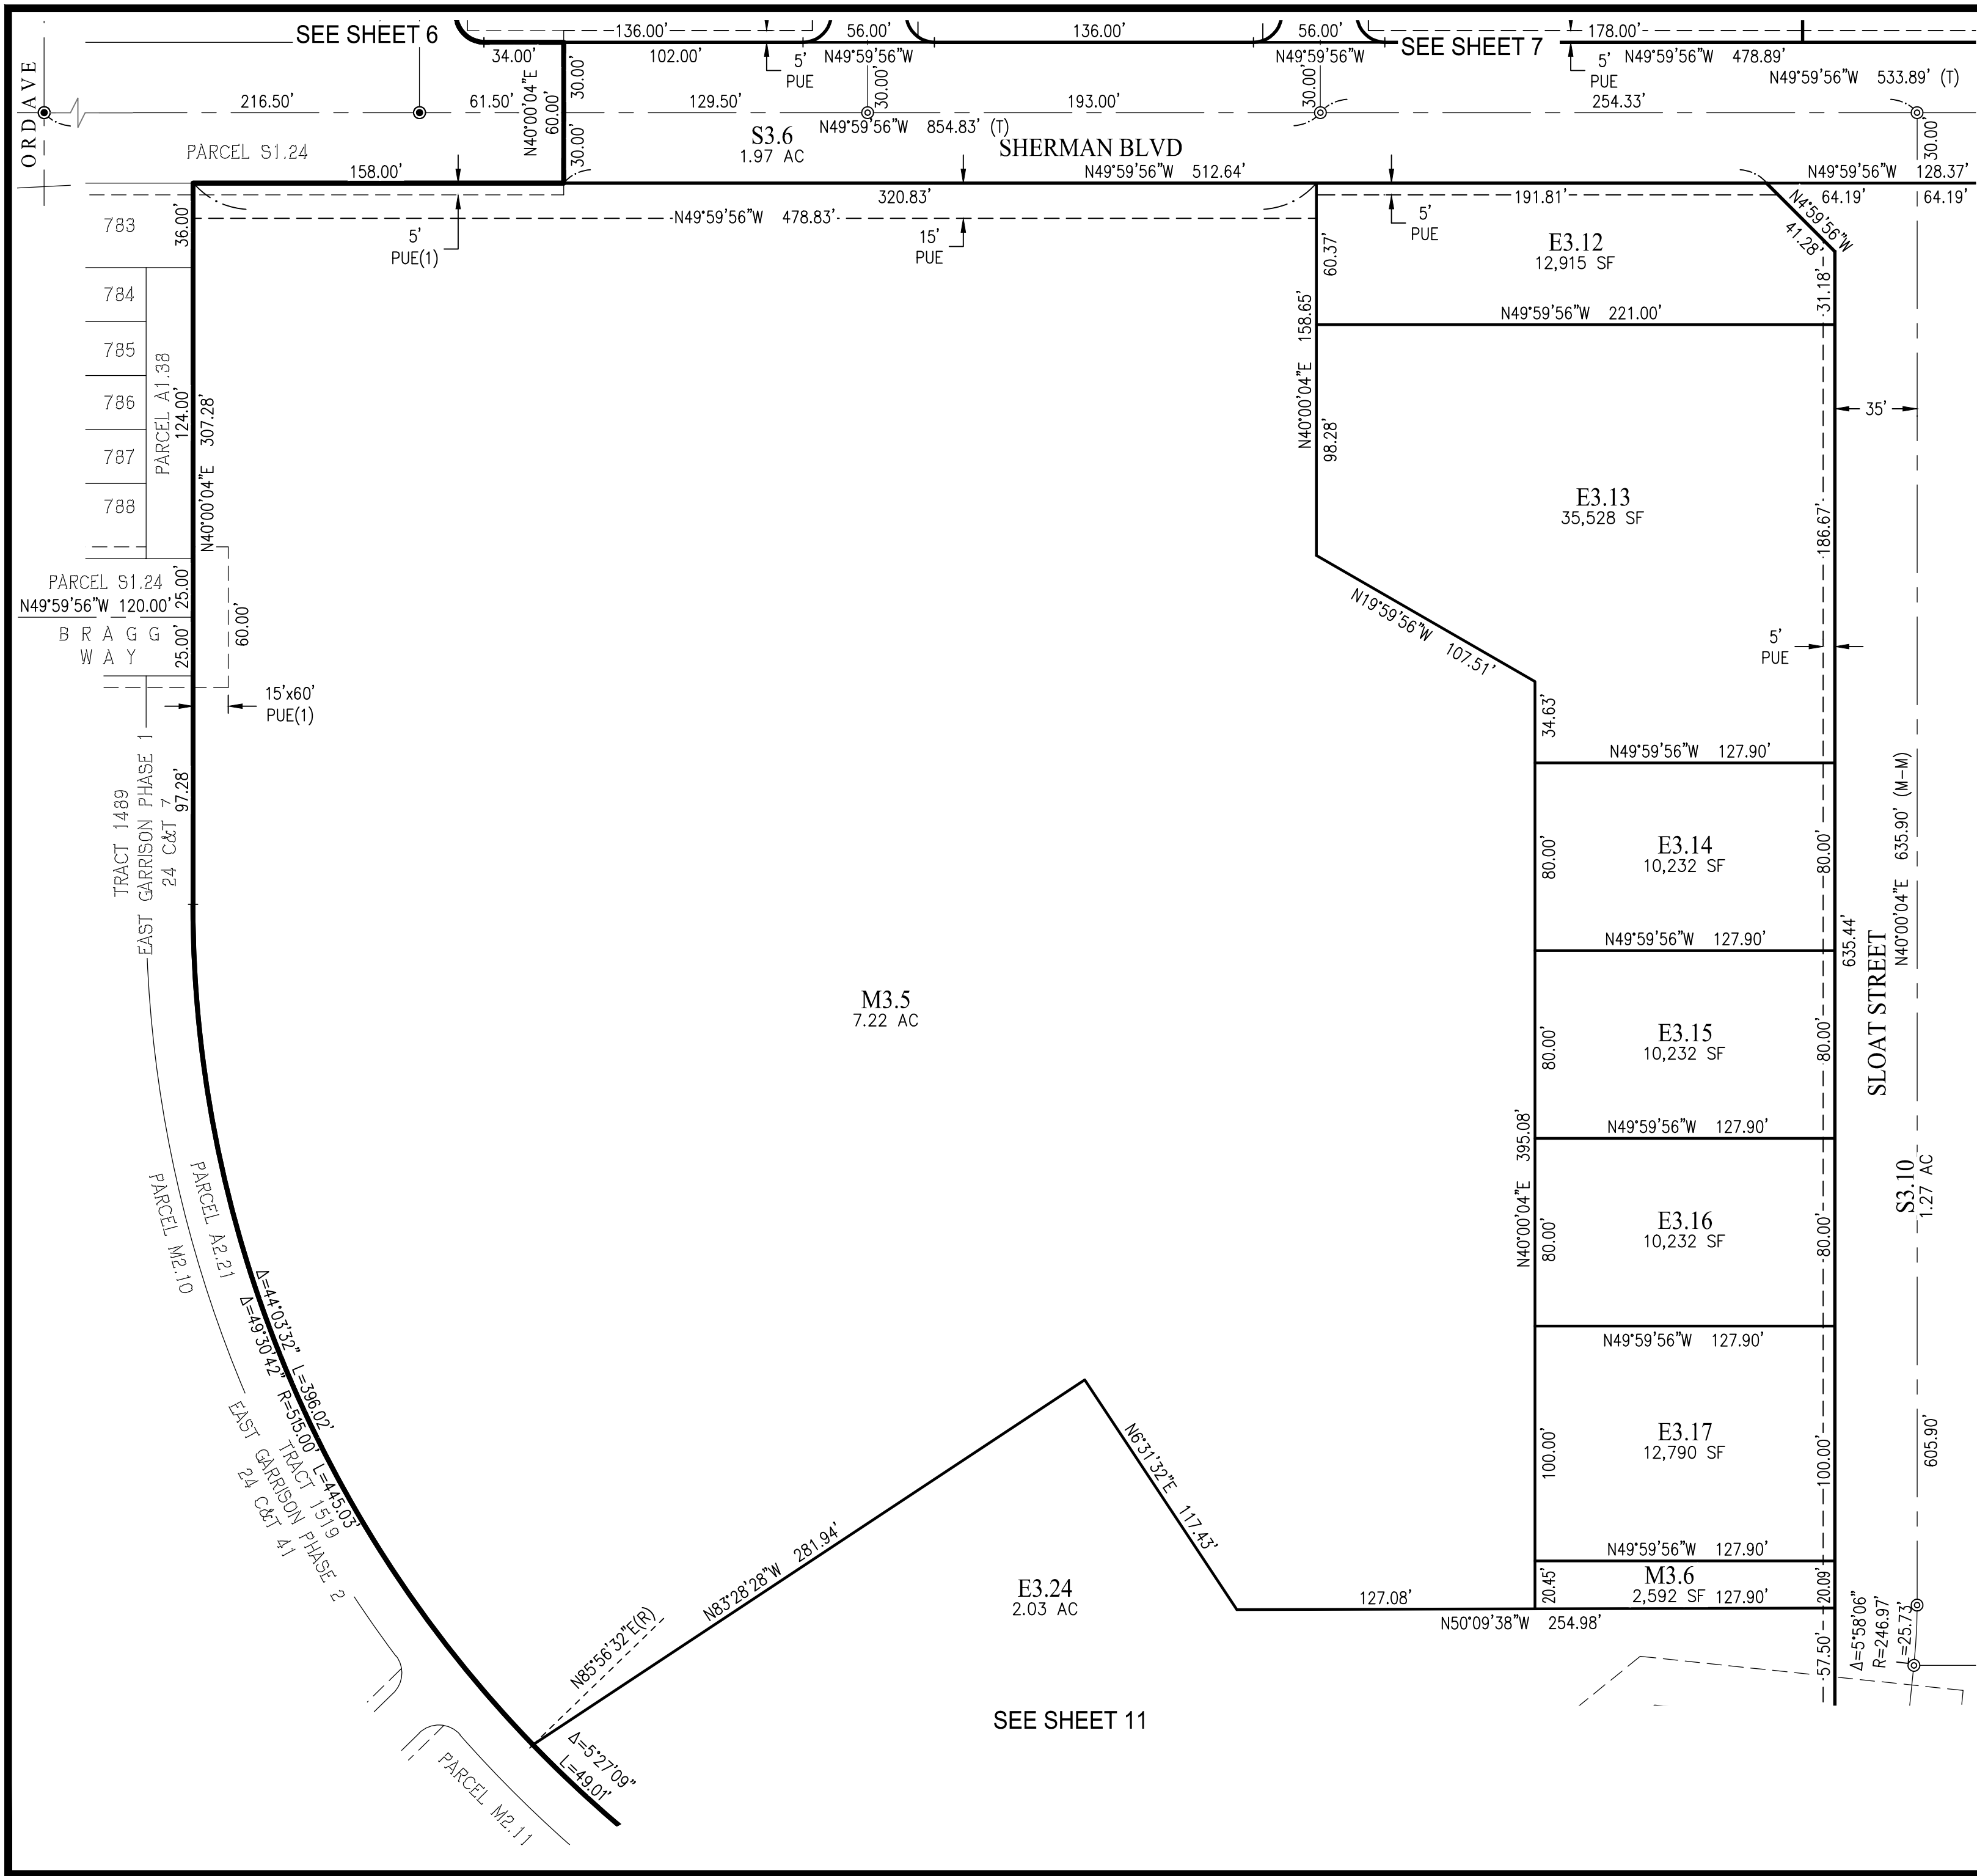 SEE SHEET 6
136.00'
56.00'
136.00'
56.00'
SEE SHEET 7
178.00'
34.00'
102.00'
5'
PUE
N49°59'56"W
N49°59'56"W
5'
PUE
N49°59'56"W 478.89'
N49°59'56"W 533.89' (T)
ORD AVE
216.50'
61.50'
N40°00'04"E
60.00'
30.00'
30.00'
129.50'
30.00'
193.00'
30.00'
254.33'
30.00'
PARCEL S1.24
S3.6
1.97 AC
N49°59'56"W 854.83' (T)
SHERMAN BLVD
158.00'
N49°59'56"W 512.64'
N49°59'56"W 128.37'
320.83'
191.81'
64.19'
64.19'
783
36.00'
N49°59'56"W 478.83'
5'
PUE(1)
15'
PUE
5'
PUE
N4°59'56"W
41.28'
60.37'
E3.12
12,915 SF
31.18'
784
785
786
787
788
PARCEL A1.38
124.00'
N40°00'04"E 307.28'
N40°00'04"E 158.65'
98.28'
N49°59'56"W 221.00'
35'
E3.13
35,528 SF
186.67'
PARCEL S1.24
N49°59'56"W 120.00'
25.00'
25.00'
BRAGG
WAY
60.00'
15'x60'
PUE(1)
N19°59'56"W 107.51'
5'
PUE
34.63'
N49°59'56"W 127.90'
TRACT 1489
EAST GARRISON PHASE 1
24 C&T 7
97.28'
80.00'
E3.14
10,232 SF
80.00'
N49°59'56"W 127.90'
N40°00'04"E 635.90' (M-M)
635.44'
SLOAT STREET
M3.5
7.22 AC
80.00'
E3.15
10,232 SF
80.00'
N49°59'56"W 127.90'
N40°00'04"E 395.08'
80.00'
E3.16
10,232 SF
80.00'
S3.10
1.27 AC
PARCEL M2.10
PARCEL A2.21
Δ=44°03'32" L=396.02'
Δ=49°30'42" R=515.00' L=445.03'
TRACT 1519
EAST GARRISON PHASE 2
24 C&T 41
N49°59'56"W 127.90'
100.00'
E3.17
12,790 SF
100.00'
605.90'
N6°31'32"E 117.43'
N83°28'28"W 281.94'
N85°56'32"E(R)
N49°59'56"W 127.90'
E3.24
2.03 AC
127.08'
20.45'
M3.6
2,592 SF 127.90'
20.09'
N50°09'38"W 254.98'
57.50'
Δ=5°58'06"
R=246.97'
L=25.73'
SEE SHEET 11
Δ=5°27'09"
L=49.01'
PARCEL M2.11